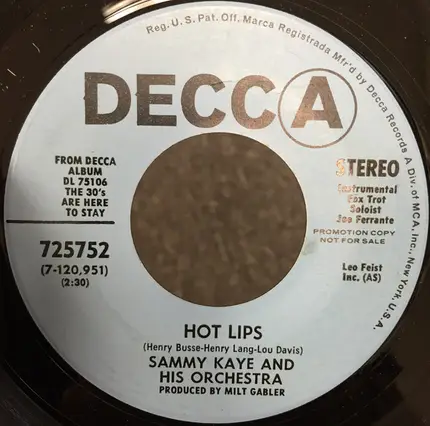 Reg. U.S. Pat. Off. Marca Registrada Mfr'd by Decca Records A Div. of MCA, Inc., New York, U.S.A.
DECCA
FROM DECCA
ALBUM
DL 75106
THE 30's
ARE HERE
TO STAY
STEREO
Instrumental
Fox Trot
Soloist
Joe Ferrante
PROMOTION COPY
NOT FOR SALE
725752
(7-120,951)
(2:30)
Leo Feist
Inc. (AS)
HOT LIPS
(Henry Busse-Henry Lang-Lou Davis)
SAMMY KAYE AND
HIS ORCHESTRA
PRODUCED BY MILT GABLER